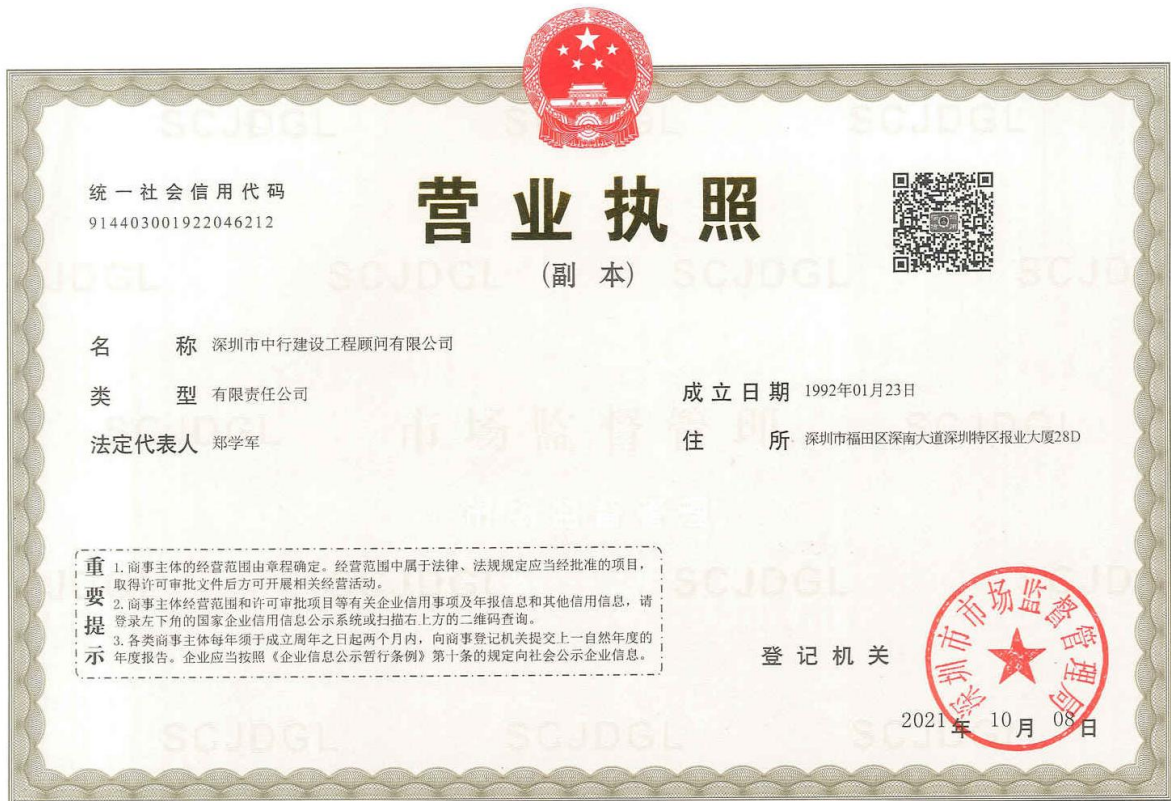 统一社会信用代码
914403001922046212
营业执照
(副 本)
名 称 深圳市中行建设工程顾问有限公司
类 型 有限责任公司
法定代表人 郑学军
成立日期 1992年01月23日
住 所 深圳市福田区深南大道深圳特区报业大厦28D
重要提示
1. 商事主体的经营范围由章程确定。经营范围中属于法律、法规规定应当经批准的项目，
取得许可审批文件后方可开展相关经营活动。
2. 商事主体经营范围和许可审批项目等有关企业信用事项及年报信息和其他信用信息，请
登录左下角的国家企业信用信息公示系统或扫描右上方的二维码查询。
3. 各类商事主体每年须于成立周年之日起两个月内，向商事登记机关提交上一自然年度的
年度报告。企业应当按照《企业信息公示暂行条例》第十条的规定向社会公示企业信息。
登记机关
深圳市市场监督管理局
2021年 10月 08日
SCJDGL
市场监督管理